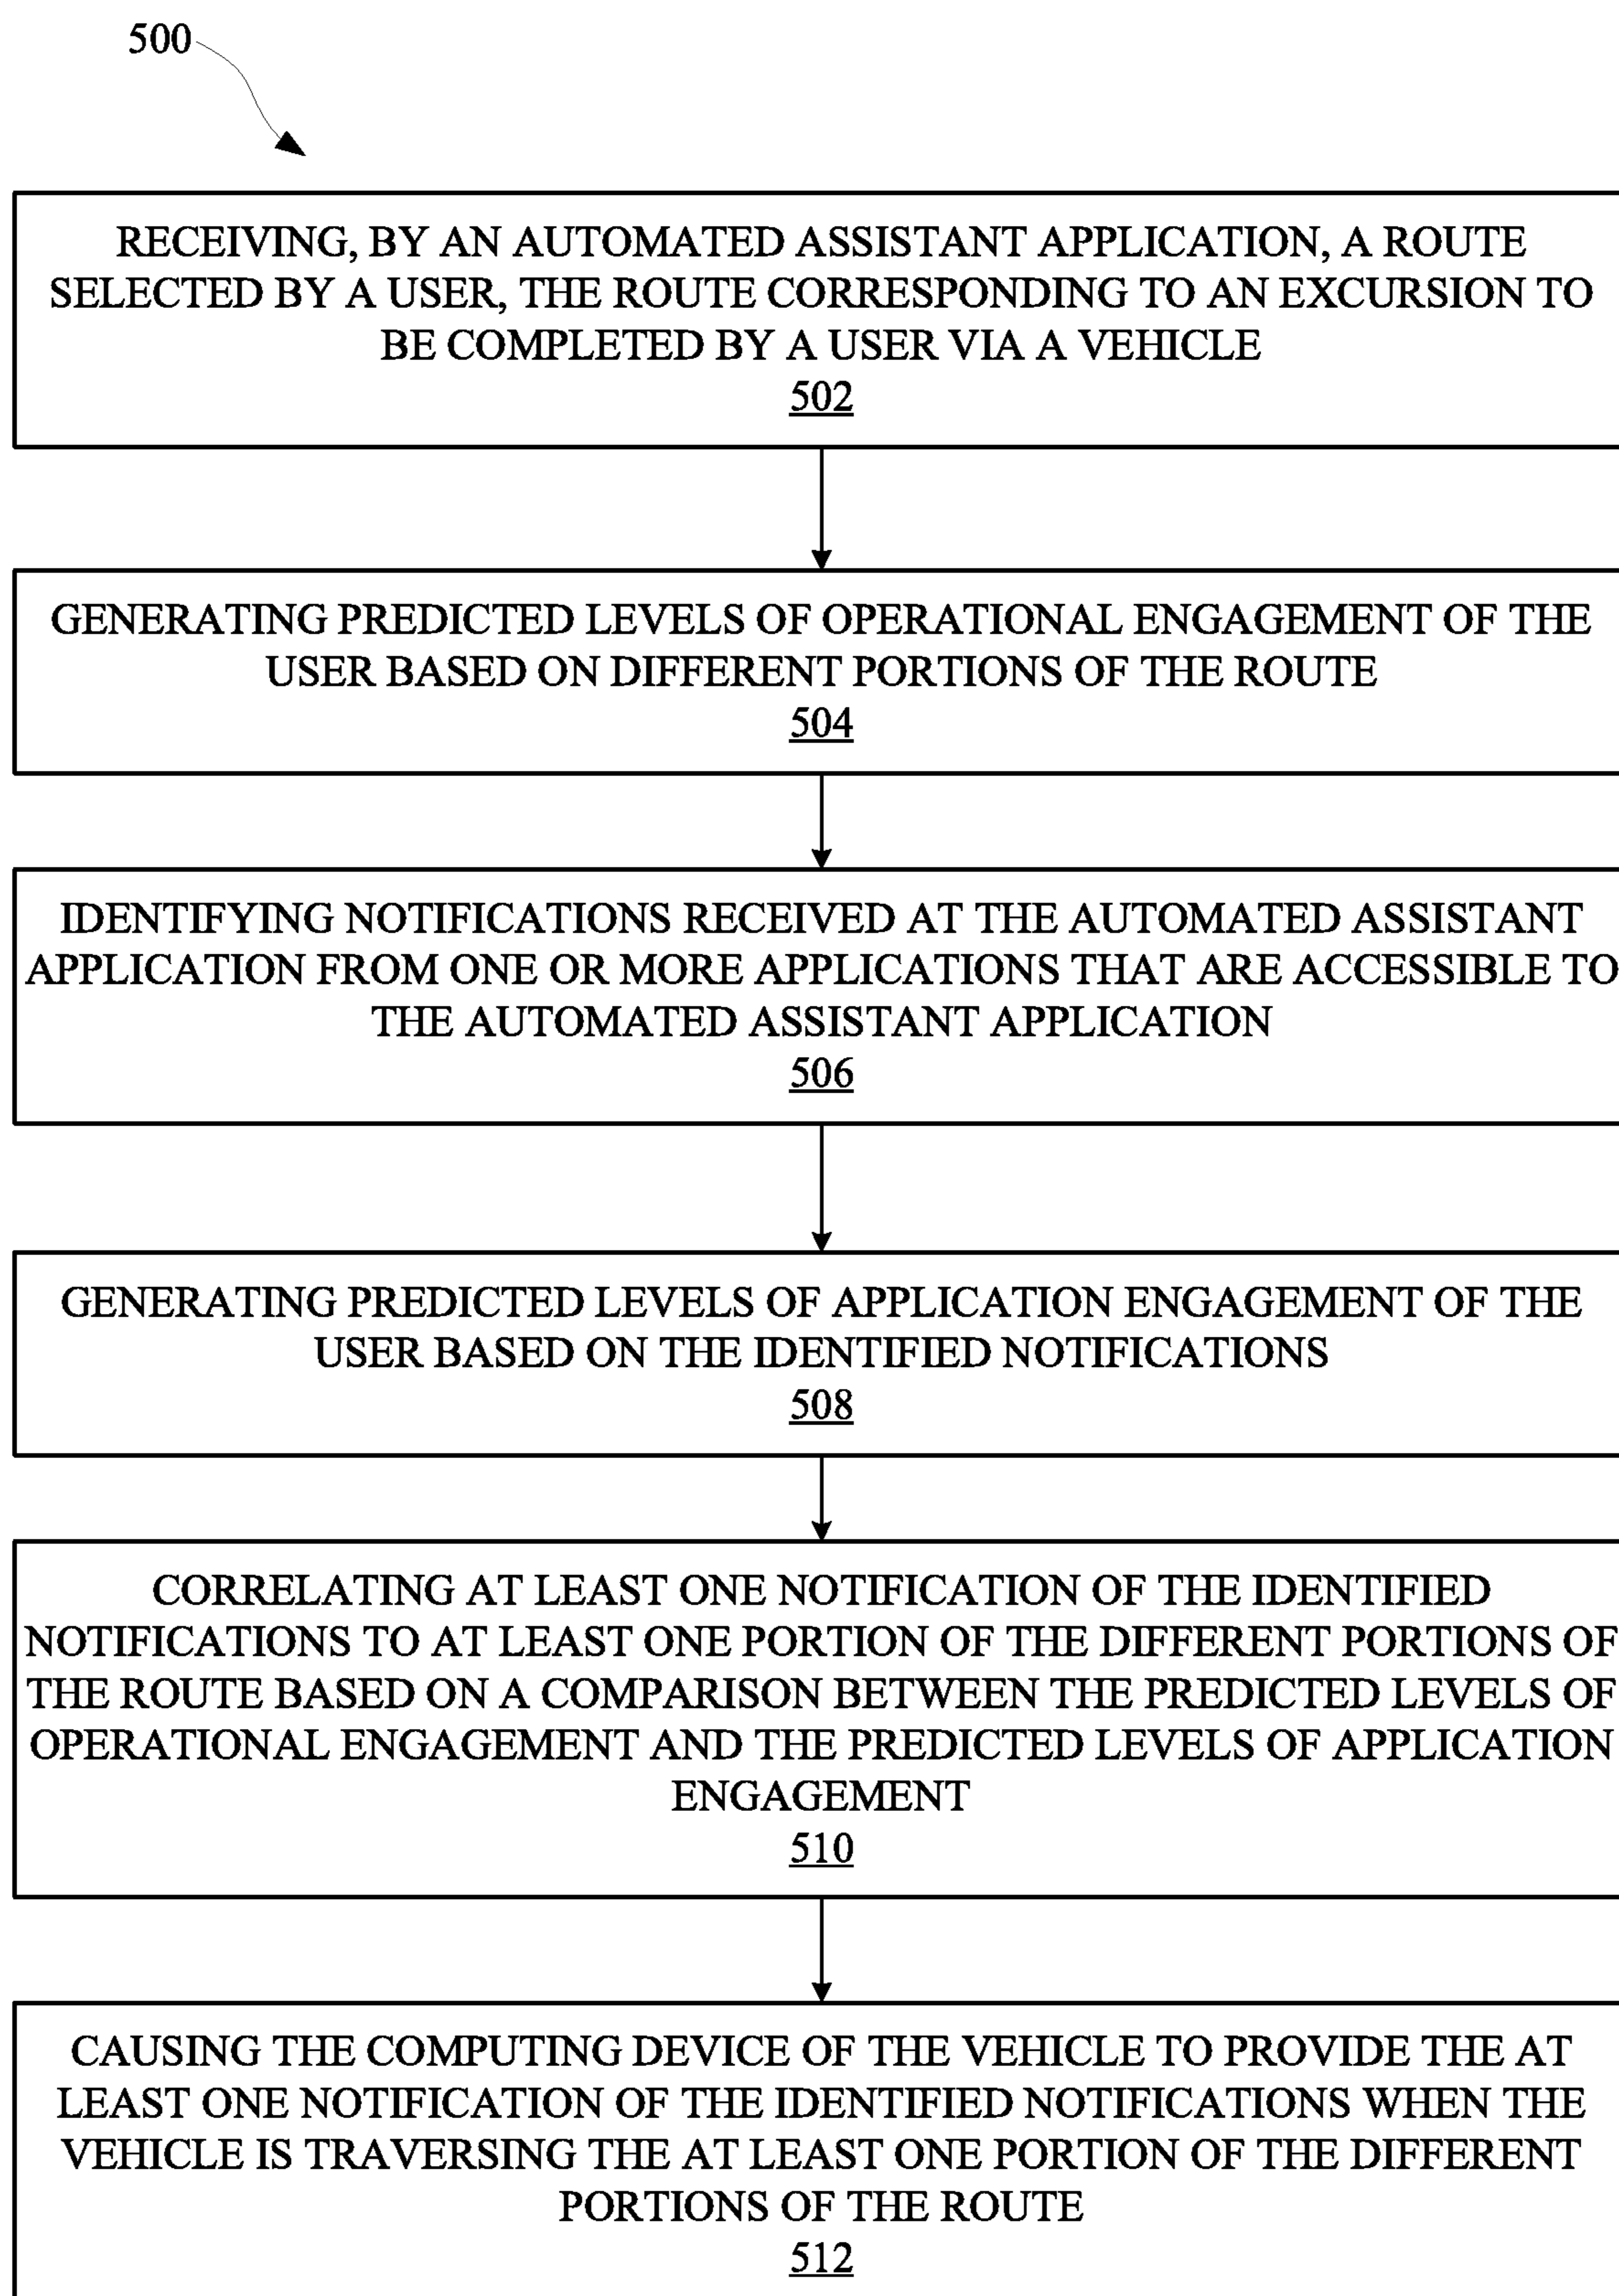 500
RECEIVING, BY AN AUTOMATED ASSISTANT APPLICATION, A ROUTE
SELECTED BY A USER, THE ROUTE CORRESPONDING TO AN EXCURSION TO
BE COMPLETED BY A USER VIA A VEHICLE
502
GENERATING PREDICTED LEVELS OF OPERATIONAL ENGAGEMENT OF THE
USER BASED ON DIFFERENT PORTIONS OF THE ROUTE
504
IDENTIFYING NOTIFICATIONS RECEIVED AT THE AUTOMATED ASSISTANT
APPLICATION FROM ONE OR MORE APPLICATIONS THAT ARE ACCESSIBLE TO
THE AUTOMATED ASSISTANT APPLICATION
506
GENERATING PREDICTED LEVELS OF APPLICATION ENGAGEMENT OF THE
USER BASED ON THE IDENTIFIED NOTIFICATIONS
508
CORRELATING AT LEAST ONE NOTIFICATION OF THE IDENTIFIED
NOTIFICATIONS TO AT LEAST ONE PORTION OF THE DIFFERENT PORTIONS OF
THE ROUTE BASED ON A COMPARISON BETWEEN THE PREDICTED LEVELS OF
OPERATIONAL ENGAGEMENT AND THE PREDICTED LEVELS OF APPLICATION
ENGAGEMENT
510
CAUSING THE COMPUTING DEVICE OF THE VEHICLE TO PROVIDE THE AT
LEAST ONE NOTIFICATION OF THE IDENTIFIED NOTIFICATIONS WHEN THE
VEHICLE IS TRAVERSING THE AT LEAST ONE PORTION OF THE DIFFERENT
PORTIONS OF THE ROUTE
512